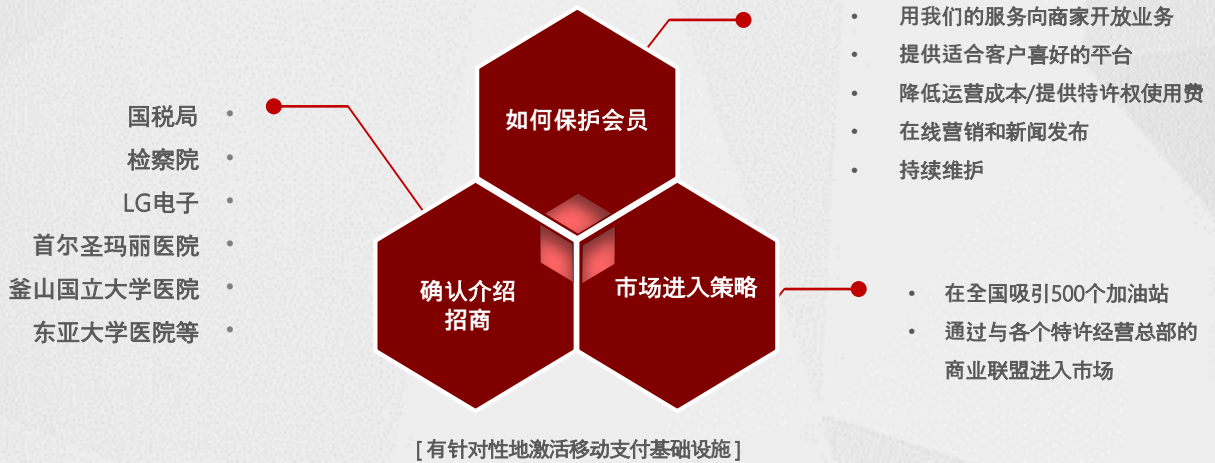 如何保护会员
用我们的服务向商家开放业务
提供适合客户喜好的平台
降低运营成本/提供特许权使用费
在线营销和新闻发布
持续维护
国税局
检察院
LG电子
首尔圣玛丽医院
釜山国立大学医院
东亚大学医院等
确认介绍
招商
市场进入策略
在全国吸引500个加油站
通过与各个特许经营总部的
商业联盟进入市场
[ 有针对性地激活移动支付基础设施 ]